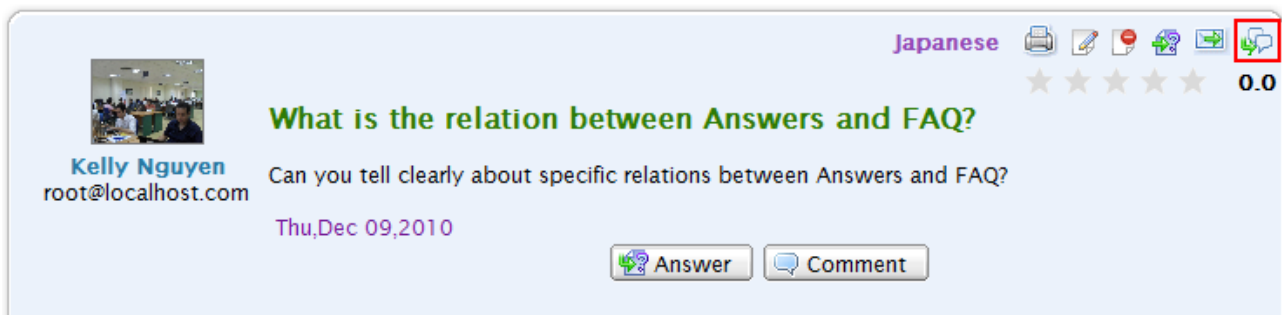 Japanese
0.0
What is the relation between Answers and FAQ?
Kelly Nguyen
root@localhost.com
Can you tell clearly about specific relations between Answers and FAQ?
Thu,Dec 09,2010
Answer
Comment